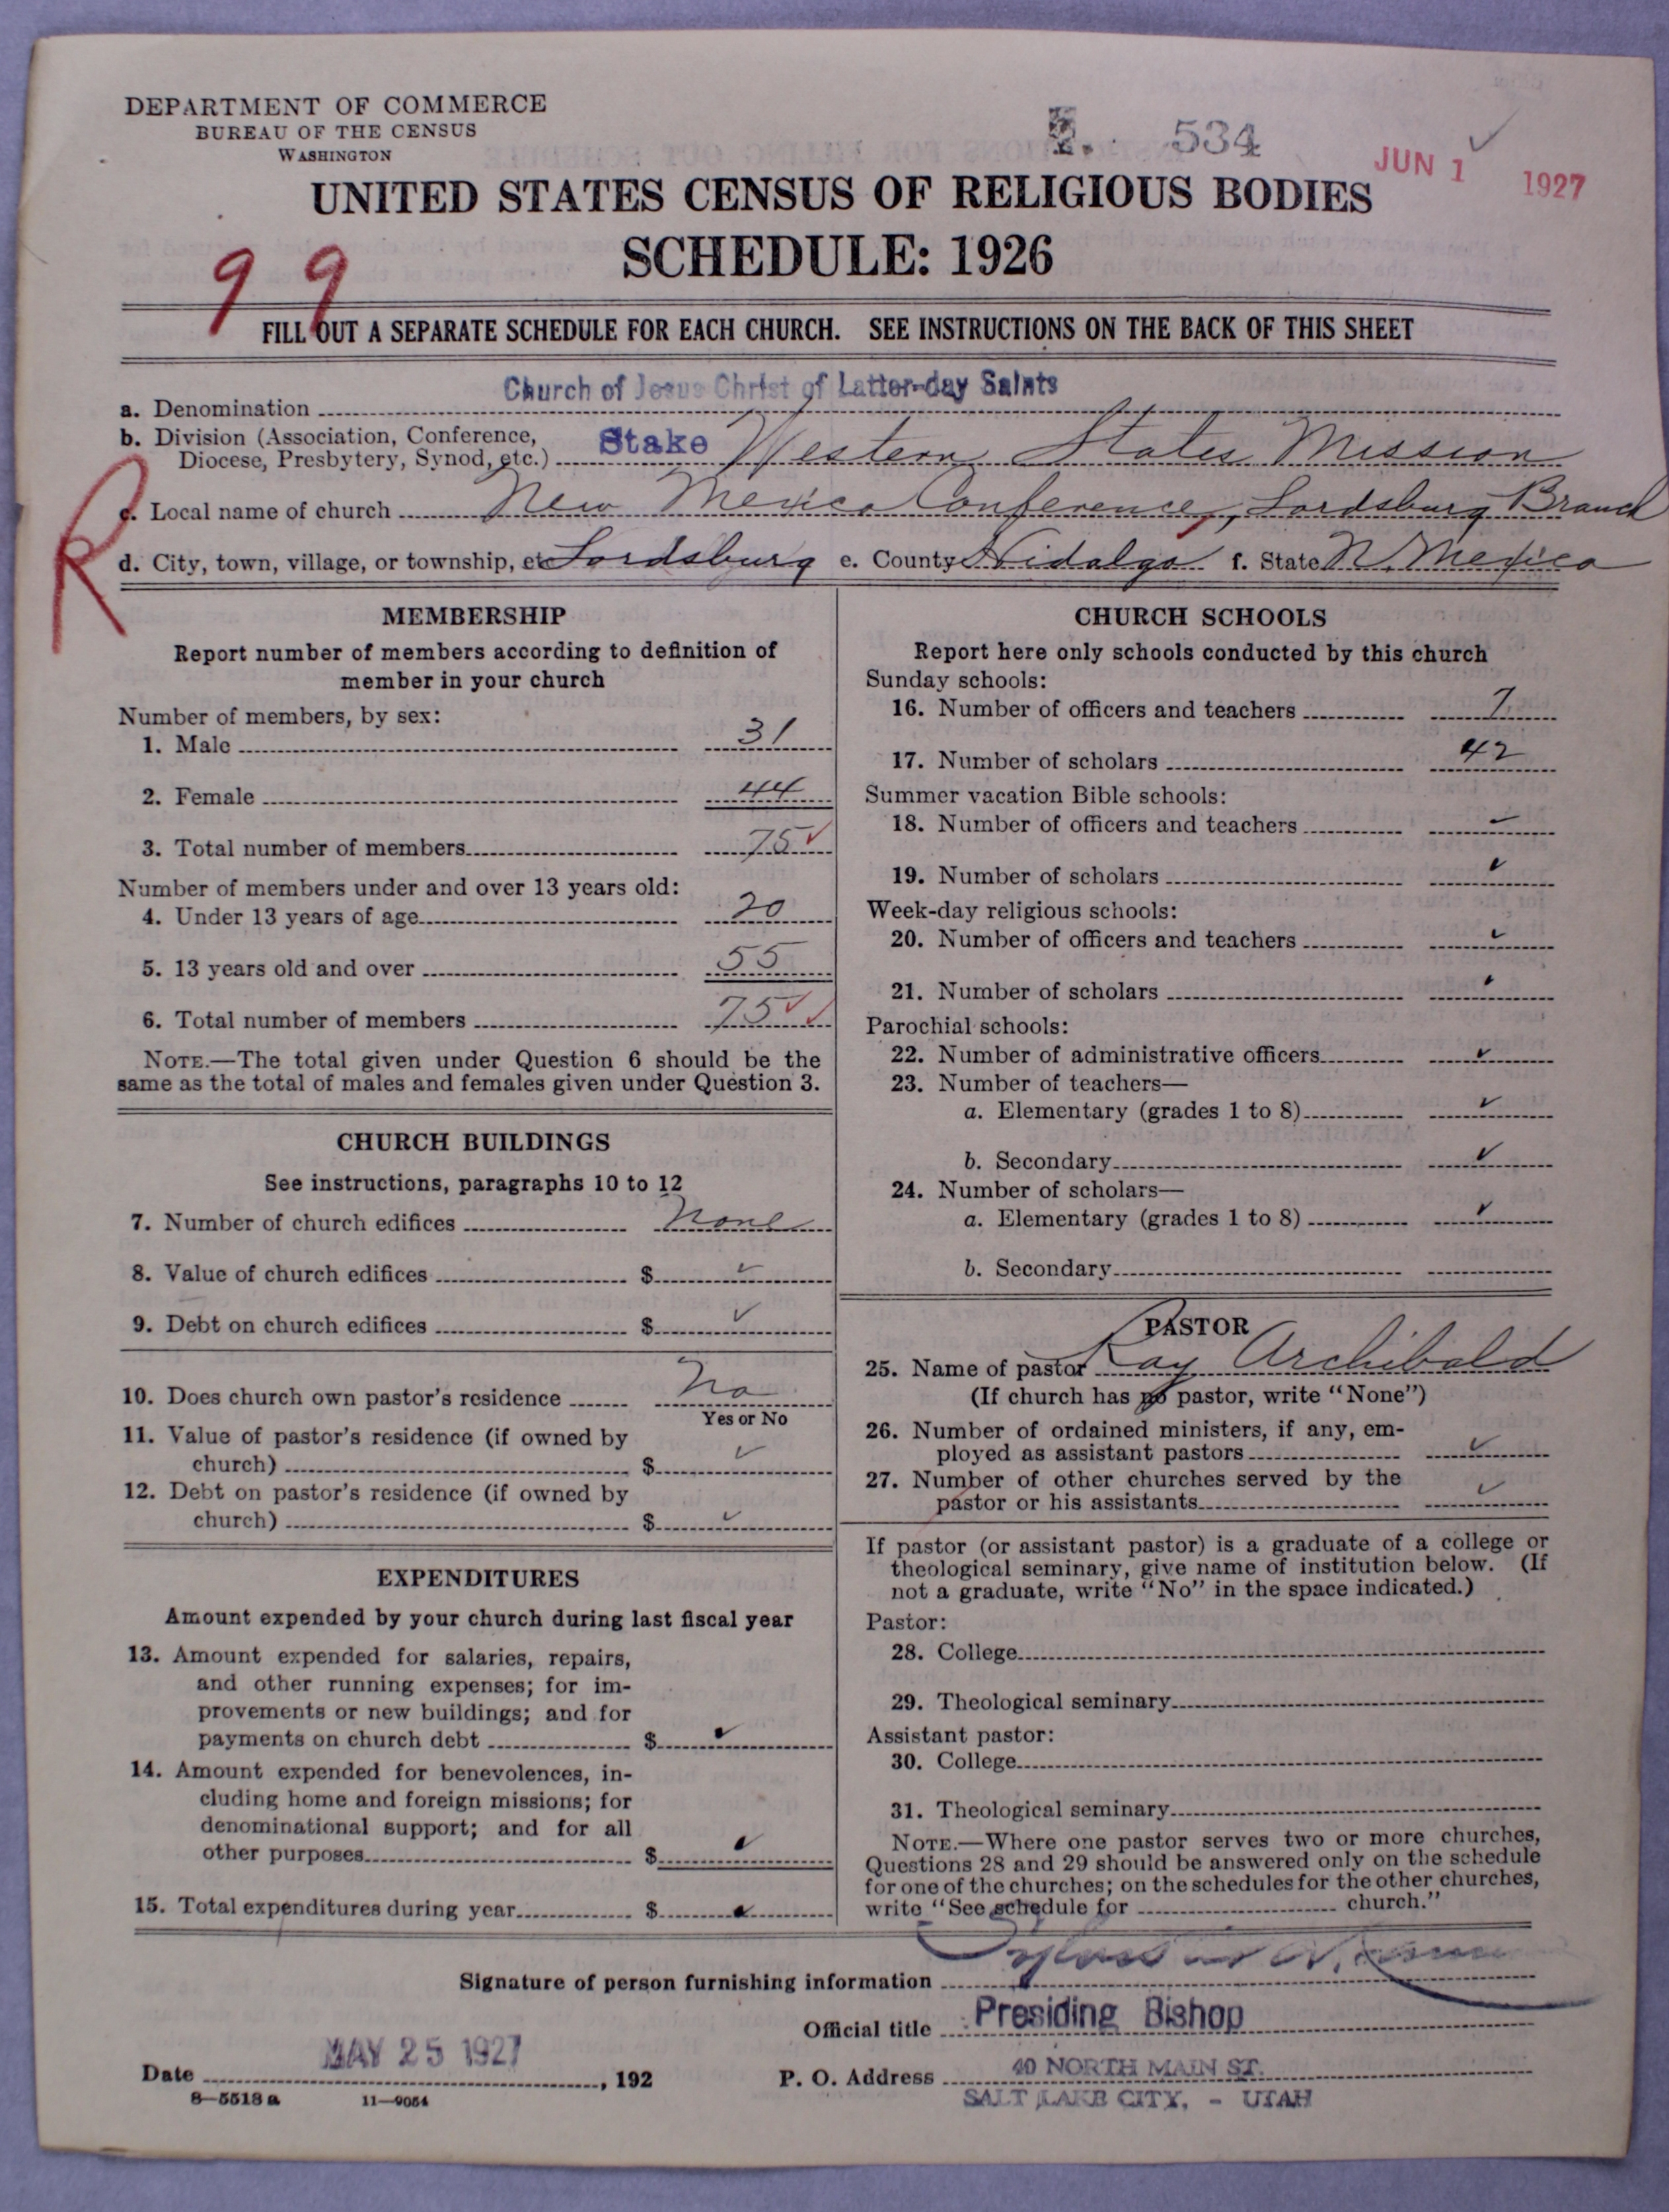 DEPARTMENT OF COMMERCE
BUREAU OF THE CENSUS
WASHINGTON
534
JUN 1 1927
UNITED STATES CENSUS OF RELIGIOUS BODIES
SCHEDULE: 1926
99
FILL OUT A SEPARATE SCHEDULE FOR EACH CHURCH. SEE INSTRUCTIONS ON THE BACK OF THIS SHEET
a. Denomination Church of Jesus Christ of Latter-day Saints
b. Division (Association, Conference,
Diocese, Presbytery, Synod, etc.) Stake Western States Mission
R
c. Local name of church New Mexico Conference, Lordsburg Branch
d. City, town, village, or township, etc Lordsburg e. County Hidalgo f. State N. Mexico
MEMBERSHIP
Report number of members according to definition of
member in your church
Number of members, by sex:
1. Male 31
2. Female 44
3. Total number of members 75 ✓
Number of members under and over 13 years old:
4. Under 13 years of age 20
5. 13 years old and over 55
6. Total number of members 75 ✓✓
NOTE.—The total given under Question 6 should be the
same as the total of males and females given under Question 3.
CHURCH BUILDINGS
See instructions, paragraphs 10 to 12
7. Number of church edifices None
8. Value of church edifices $ ✓
9. Debt on church edifices $ ✓
10. Does church own pastor's residence No
Yes or No
11. Value of pastor's residence (if owned by
church) $ ✓
12. Debt on pastor's residence (if owned by
church) $ ✓
EXPENDITURES
Amount expended by your church during last fiscal year
13. Amount expended for salaries, repairs,
and other running expenses; for im-
provements or new buildings; and for
payments on church debt $ ✓
14. Amount expended for benevolences, in-
cluding home and foreign missions; for
denominational support; and for all
other purposes $ ✓
15. Total expenditures during year $ ✓
CHURCH SCHOOLS
Report here only schools conducted by this church
Sunday schools:
16. Number of officers and teachers 7
17. Number of scholars 42
Summer vacation Bible schools:
18. Number of officers and teachers ✓
19. Number of scholars ✓
Week-day religious schools:
20. Number of officers and teachers ✓
21. Number of scholars ✓
Parochial schools:
22. Number of administrative officers ✓
23. Number of teachers—
a. Elementary (grades 1 to 8) ✓
b. Secondary ✓
24. Number of scholars—
a. Elementary (grades 1 to 8) ✓
b. Secondary
PASTOR
25. Name of pastor Ray Archibald
(If church has no pastor, write "None")
26. Number of ordained ministers, if any, em-
ployed as assistant pastors ✓
27. Number of other churches served by the
pastor or his assistants ✓
If pastor (or assistant pastor) is a graduate of a college or
theological seminary, give name of institution below. (If
not a graduate, write "No" in the space indicated.)
Pastor:
28. College
29. Theological seminary
Assistant pastor:
30. College
31. Theological seminary
NOTE.—Where one pastor serves two or more churches,
Questions 28 and 29 should be answered only on the schedule
for one of the churches; on the schedules for the other churches,
write "See schedule for church."
Signature of person furnishing information
Official title Presiding Bishop
Date MAY 25 1927, 192
P. O. Address 40 NORTH MAIN ST.
SALT LAKE CITY, - UTAH
8—5518 a 11—9054